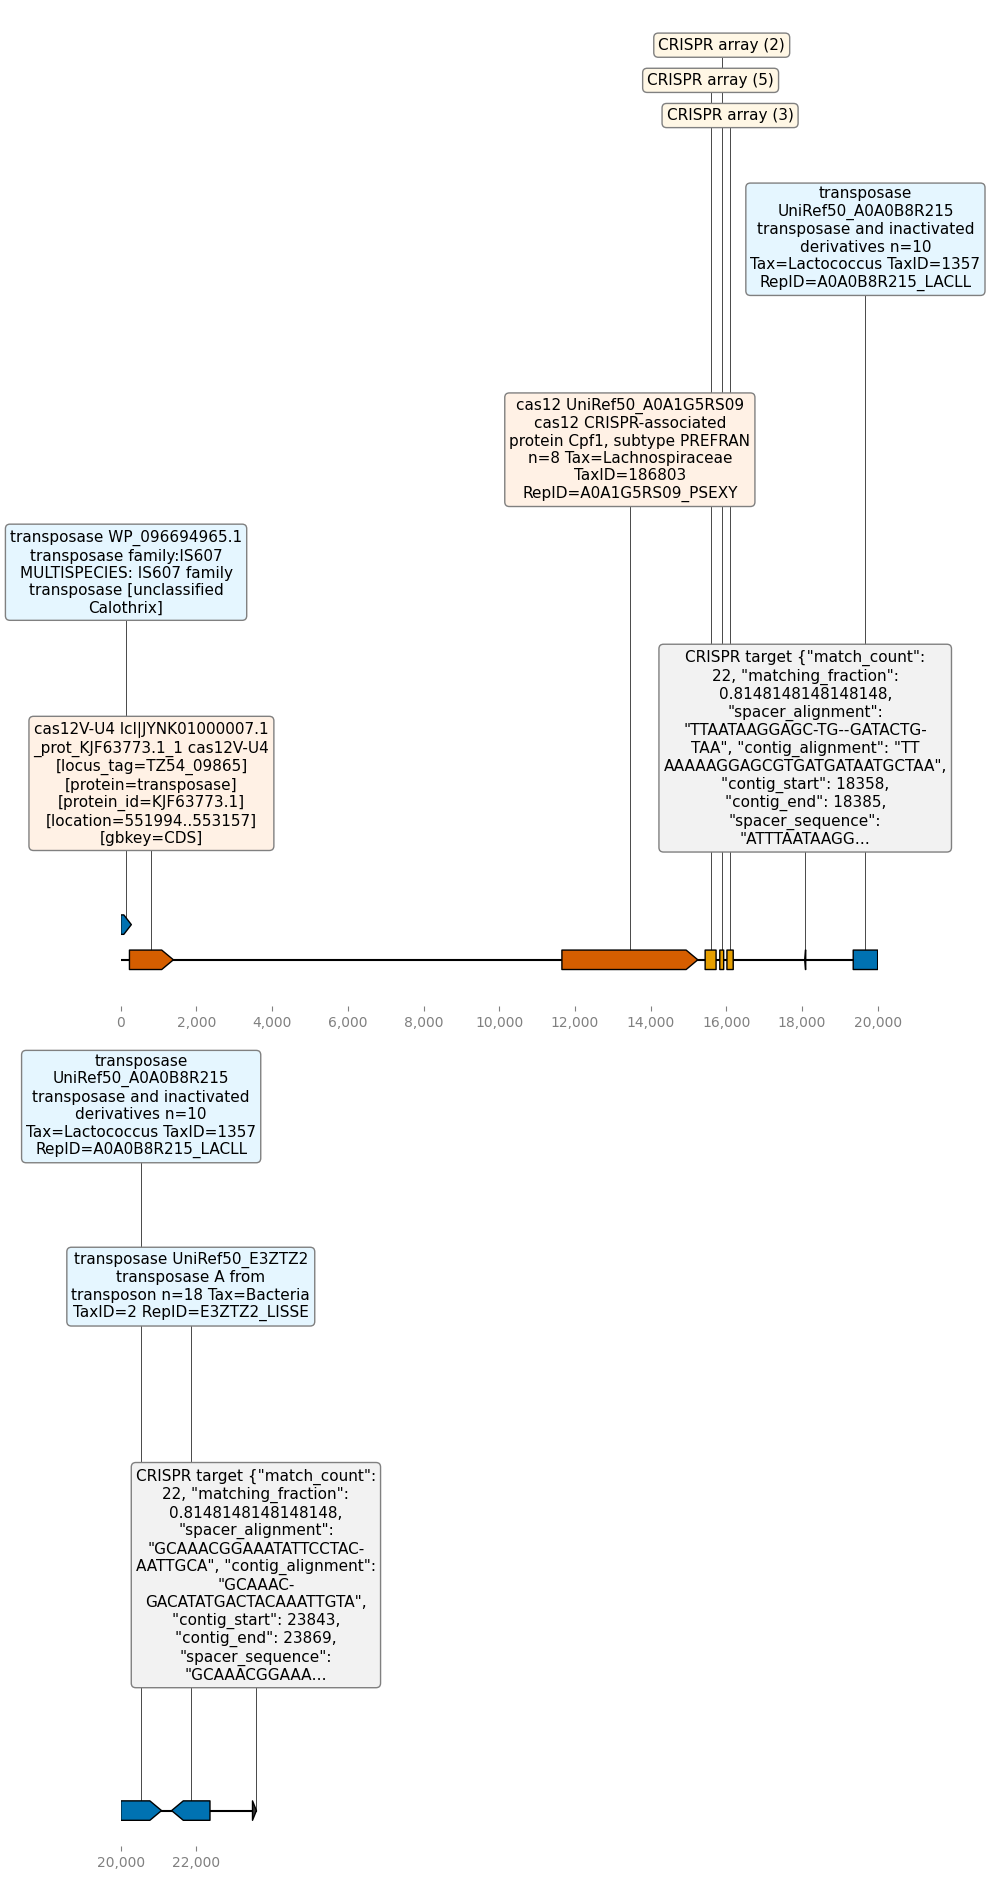 CRISPR array (2)
CRISPR array (5)
CRISPR array (3)
transposase
UniRef50_A0A0B8R215
transposase and inactivated
derivatives n=10
Tax=Lactococcus TaxID=1357
RepID=A0A0B8R215_LACLL
cas12 UniRef50_A0A1G5RS09
cas12 CRISPR-associated
protein Cpf1, subtype PREFRAN
n=8 Tax=Lachnospiraceae
TaxID=186803
RepID=A0A1G5RS09_PSEXY
transposase WP_096694965.1
transposase family:IS607
MULTISPECIES: IS607 family
transposase [unclassified
Calothrix]
CRISPR target {"match_count":
22, "matching_fraction":
0.8148148148148148,
"spacer_alignment":
"TTAATAAGGAGC-TG--GATACTG-
TAA", "contig_alignment": "TT
AAAAAGGAGCGTGATGATAATGCTAA",
"contig_start": 18358,
"contig_end": 18385,
"spacer_sequence":
"ATTTAATAAGG...
cas12V-U4 lcl|JYNK01000007.1
_prot_KJF63773.1_1 cas12V-U4
[locus_tag=TZ54_09865]
[protein=transposase]
[protein_id=KJF63773.1]
[location=551994..553157]
[gbkey=CDS]
0 2,000 4,000 6,000 8,000 10,000 12,000 14,000 16,000 18,000 20,000
transposase
UniRef50_A0A0B8R215
transposase and inactivated
derivatives n=10
Tax=Lactococcus TaxID=1357
RepID=A0A0B8R215_LACLL
transposase UniRef50_E3ZTZ2
transposase A from
transposon n=18 Tax=Bacteria
TaxID=2 RepID=E3ZTZ2_LISSE
CRISPR target {"match_count":
22, "matching_fraction":
0.8148148148148148,
"spacer_alignment":
"GCAAACGGAAATATTCCTAC-
AATTGCA", "contig_alignment":
"GCAAAC-
GACATATGACTACAAATTGTA",
"contig_start": 23843,
"contig_end": 23869,
"spacer_sequence":
"GCAAACGGAAA...
20,000 22,000